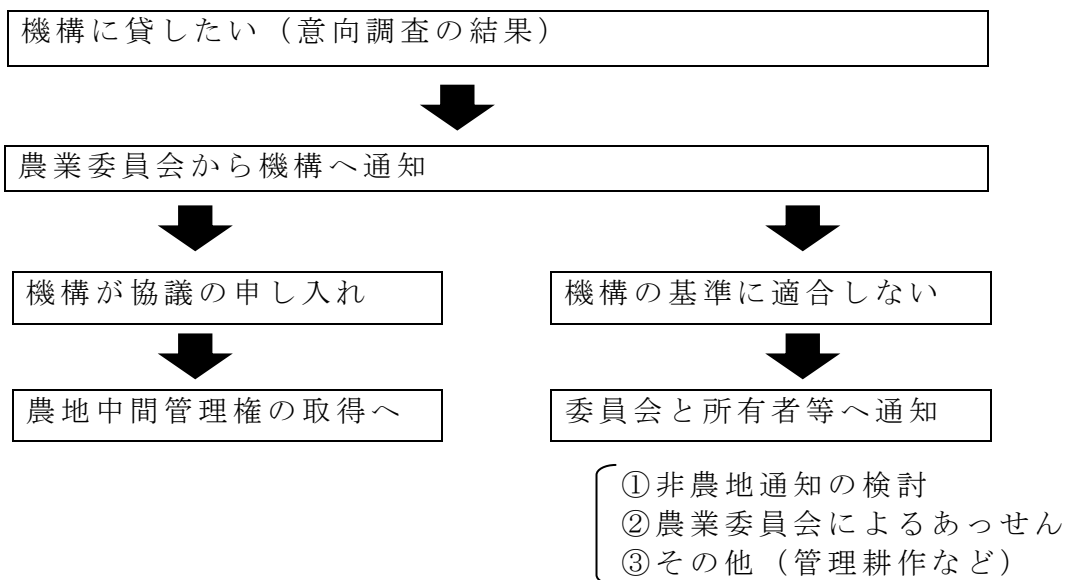 機構に貸したい（意向調査の結果）
農業委員会から機構へ通知
機構が協議の申し入れ
機構の基準に適合しない
農地中間管理権の取得へ
委員会と所有者等へ通知
①非農地通知の検討
②農業委員会によるあっせん
③その他（管理耕作など）